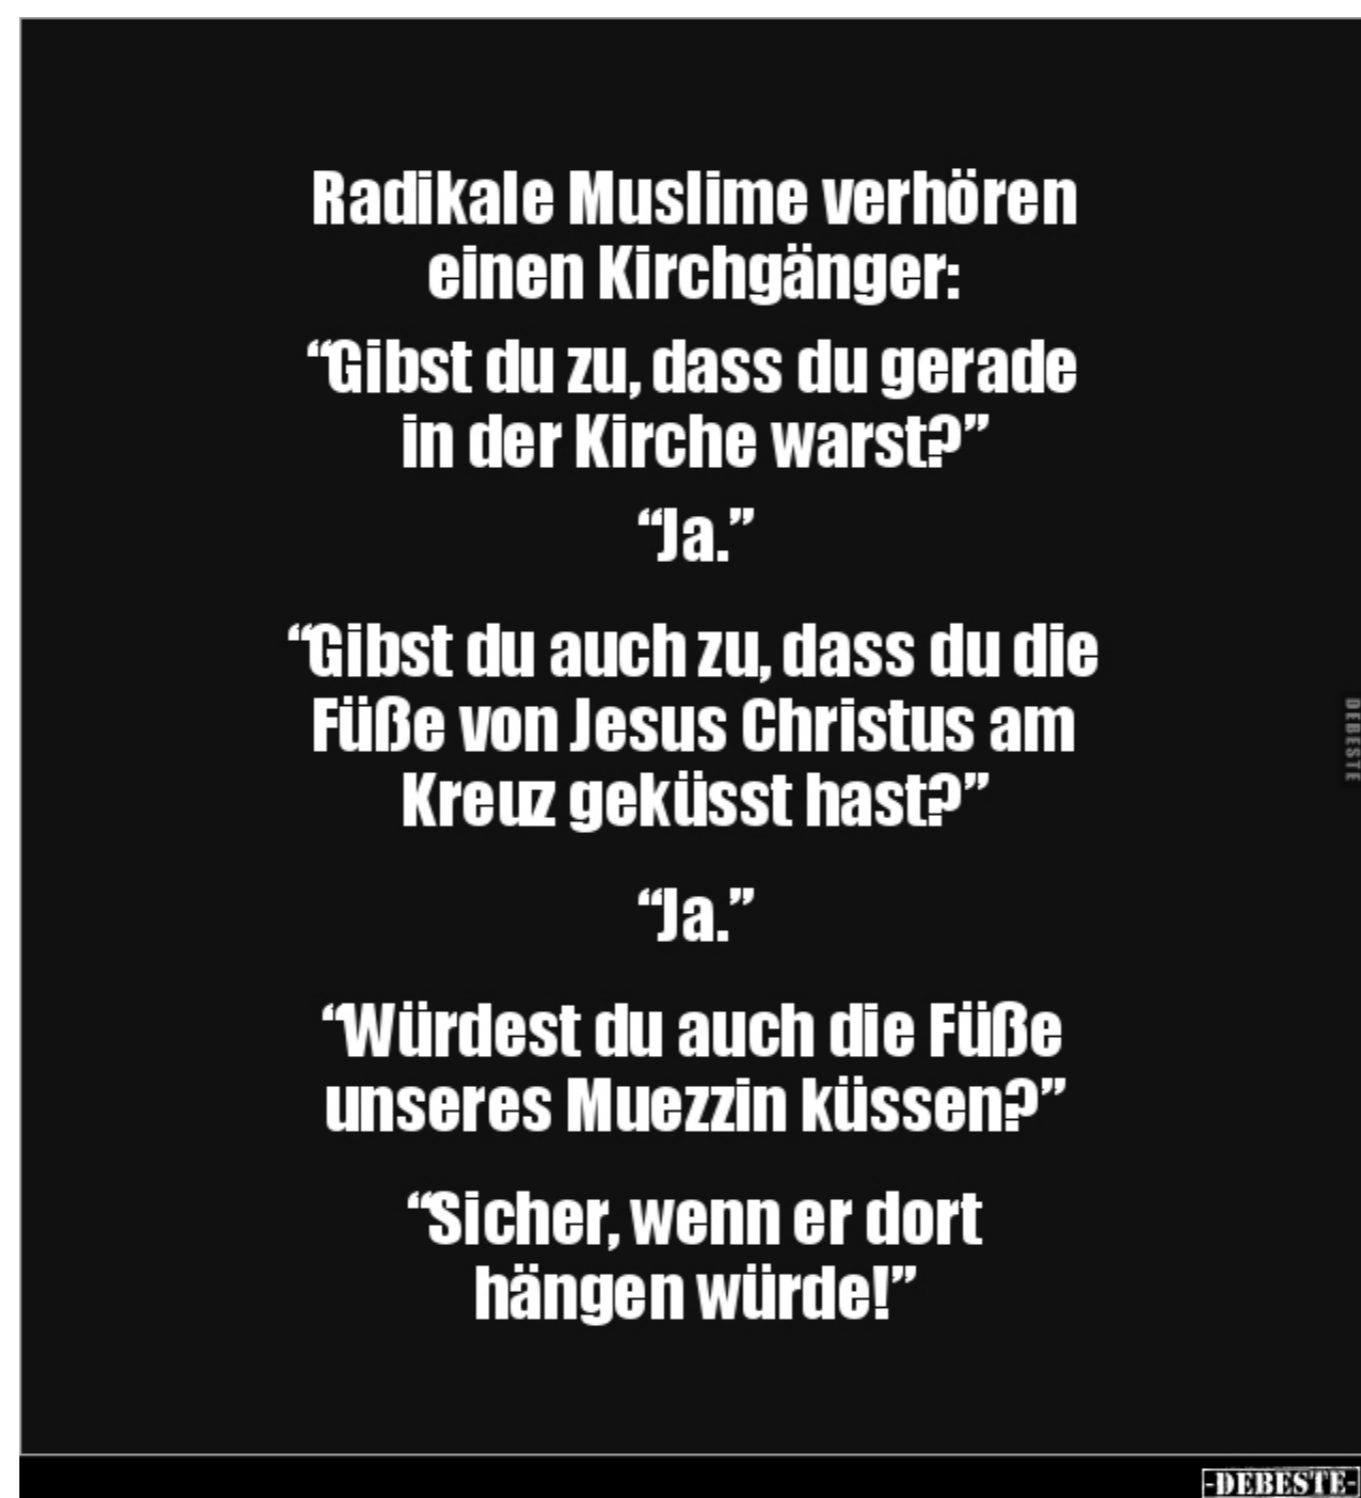 Radikale Muslime verhören
einen Kirchgänger:
“Gibst du zu, dass du gerade
in der Kirche warst?”
“Ja.”
“Gibst du auch zu, dass du die
Füße von Jesus Christus am
Kreuz geküsst hast?”
“Ja.”
“Würdest du auch die Füße
unseres Muezzin küssen?”
“Sicher, wenn er dort
hängen würde!”
DEBESTE
-DEBESTE-